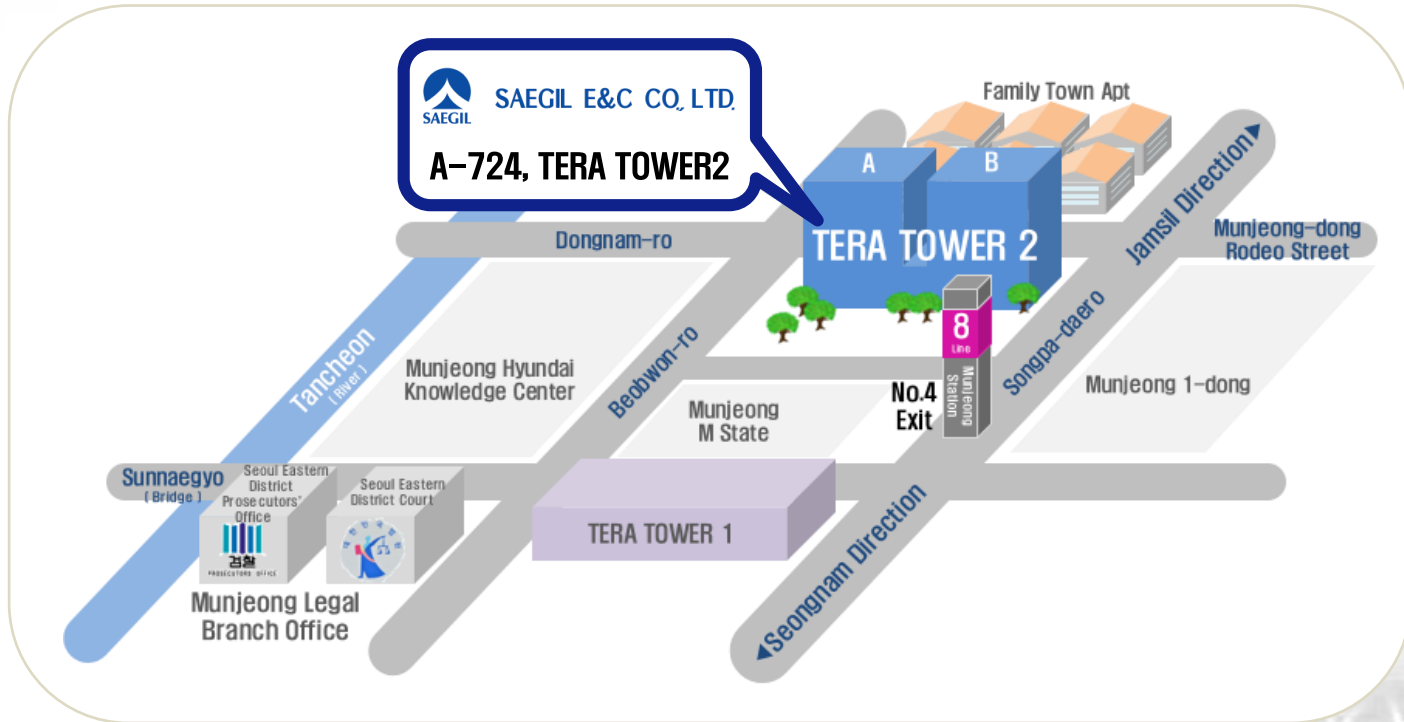 SAEGIL
SAEGIL E&C CO., LTD.
A-724, TERA TOWER2
Family Town Apt
A
B
TERA TOWER 2
Jamsil Direction
Munjeong-dong
Rodeo Street
Dongnam-ro
Tancheon
( River )
Munjeong Hyundai
Knowledge Center
Beobwon-ro
8
Line
Munjeong
Station
No.4
Exit
Songpa-daero
Munjeong 1-dong
Munjeong
M State
Sunnaegyo
( Bridge )
Seoul Eastern
District
Prosecutors'
Office
검찰
PROSECUTORS OFFICE
Seoul Eastern
District Court
TERA TOWER 1
Munjeong Legal
Branch Office
Seongnam Direction